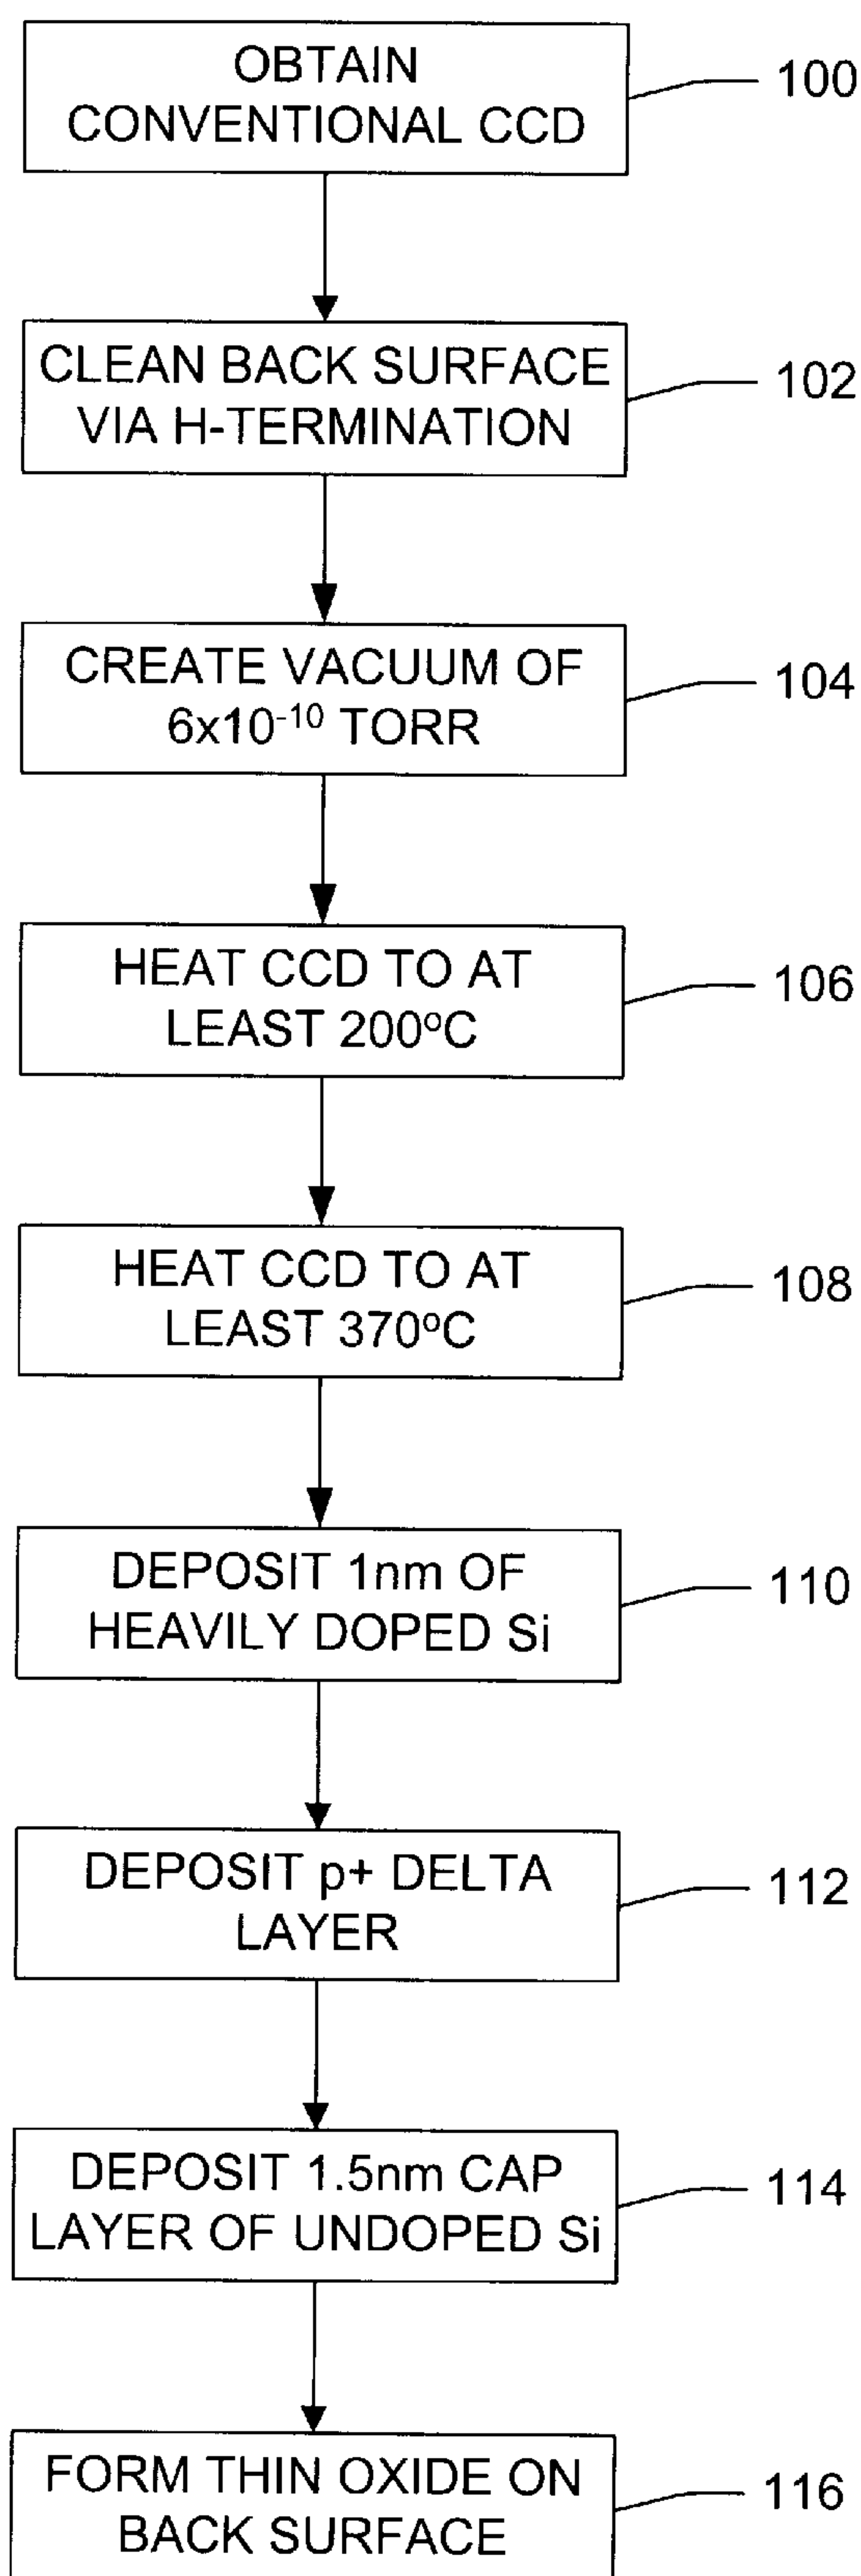 OBTAIN
CONVENTIONAL CCD
100
CLEAN BACK SURFACE
VIA H-TERMINATION
102
CREATE VACUUM OF
6x10⁻¹⁰ TORR
104
HEAT CCD TO AT
LEAST 200ºC
106
HEAT CCD TO AT
LEAST 370ºC
108
DEPOSIT 1nm OF
HEAVILY DOPED Si
110
DEPOSIT p+ DELTA
LAYER
112
DEPOSIT 1.5nm CAP
LAYER OF UNDOPED Si
114
FORM THIN OXIDE ON
BACK SURFACE
116